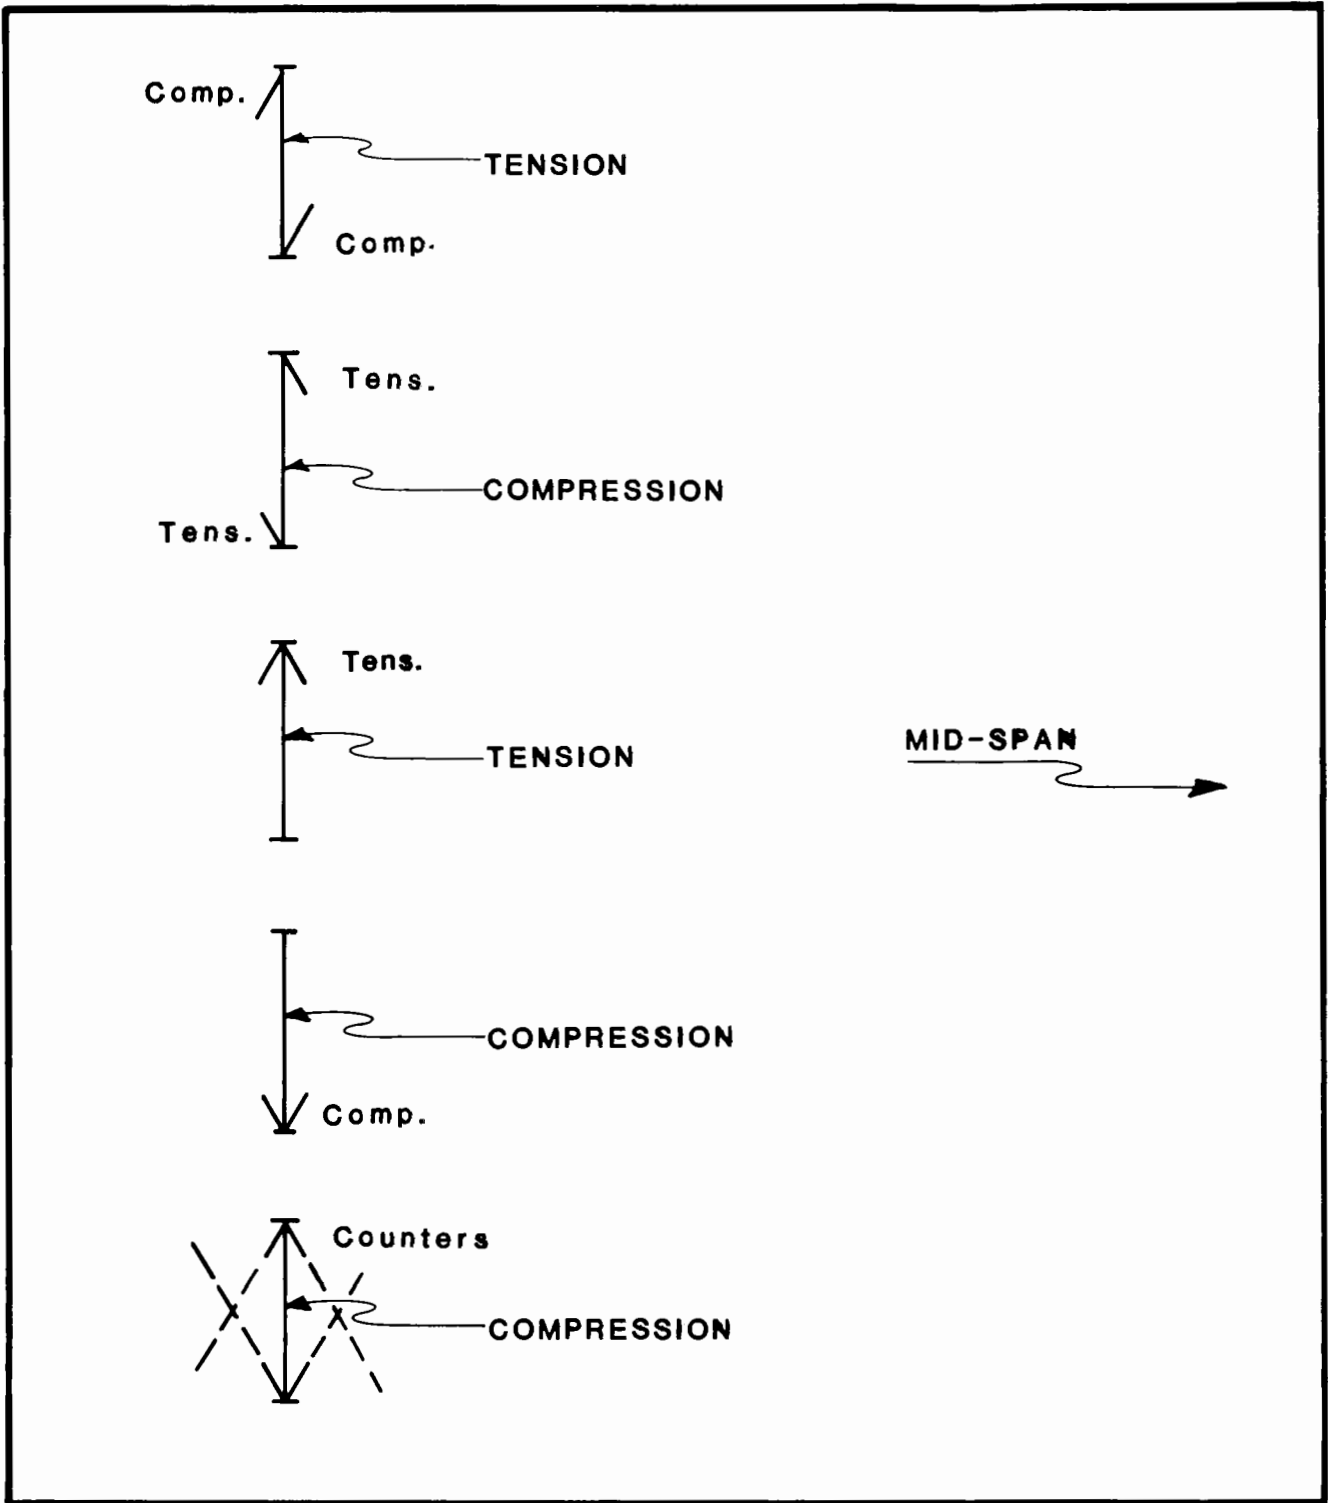 Comp.
TENSION
Comp.
Tens.
COMPRESSION
Tens.
Tens.
TENSION
MID-SPAN
COMPRESSION
Comp.
Counters
COMPRESSION